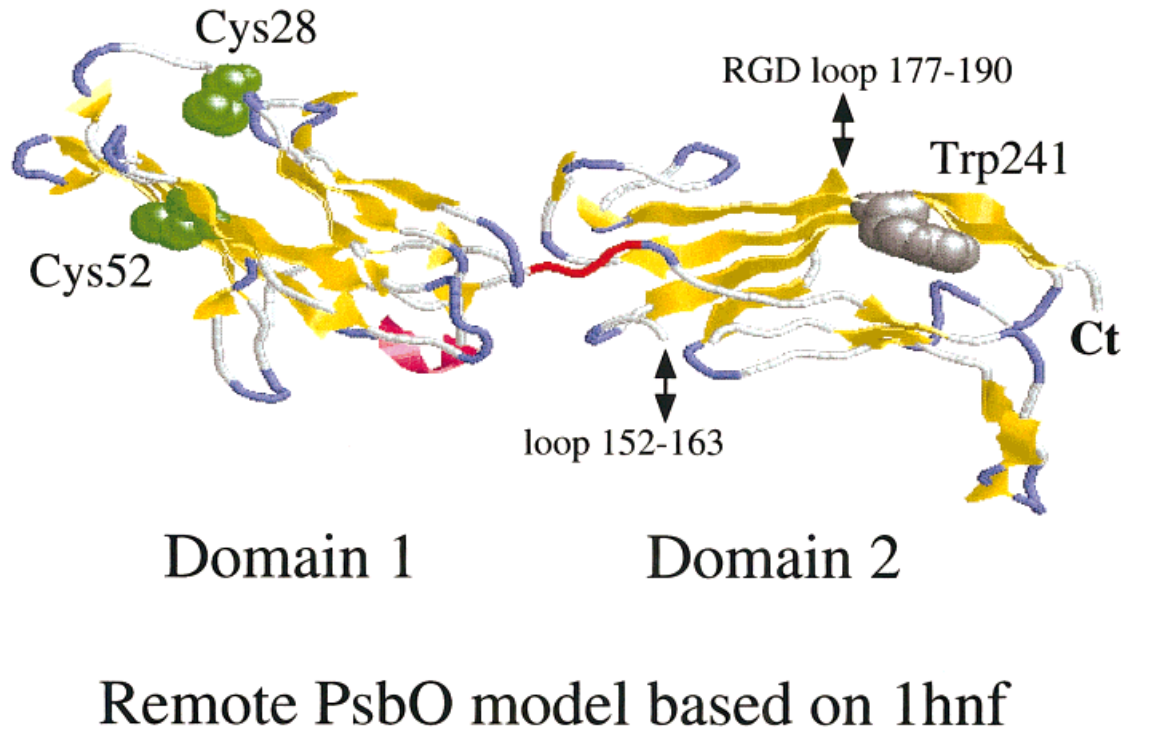 Cys28
RGD loop 177-190
Trp241
Cys52
Ct
loop 152-163
Domain 1
Domain 2
Remote PsbO model based on 1hnf